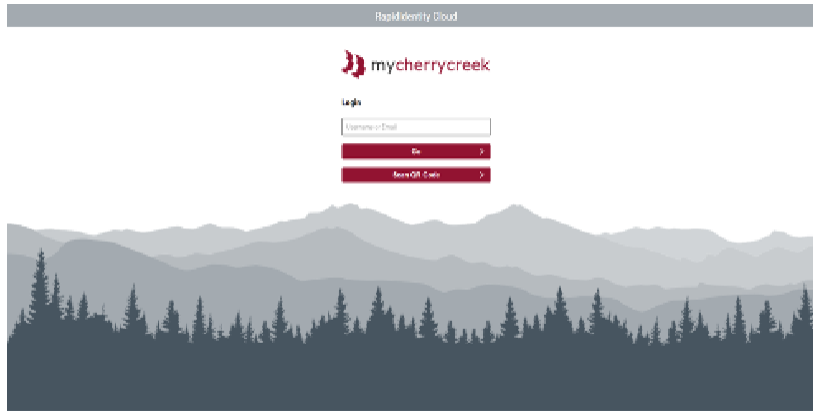 RapidIdentity Cloud
mycherrycreek
Login
Username or Email
Go
Scan QR Code